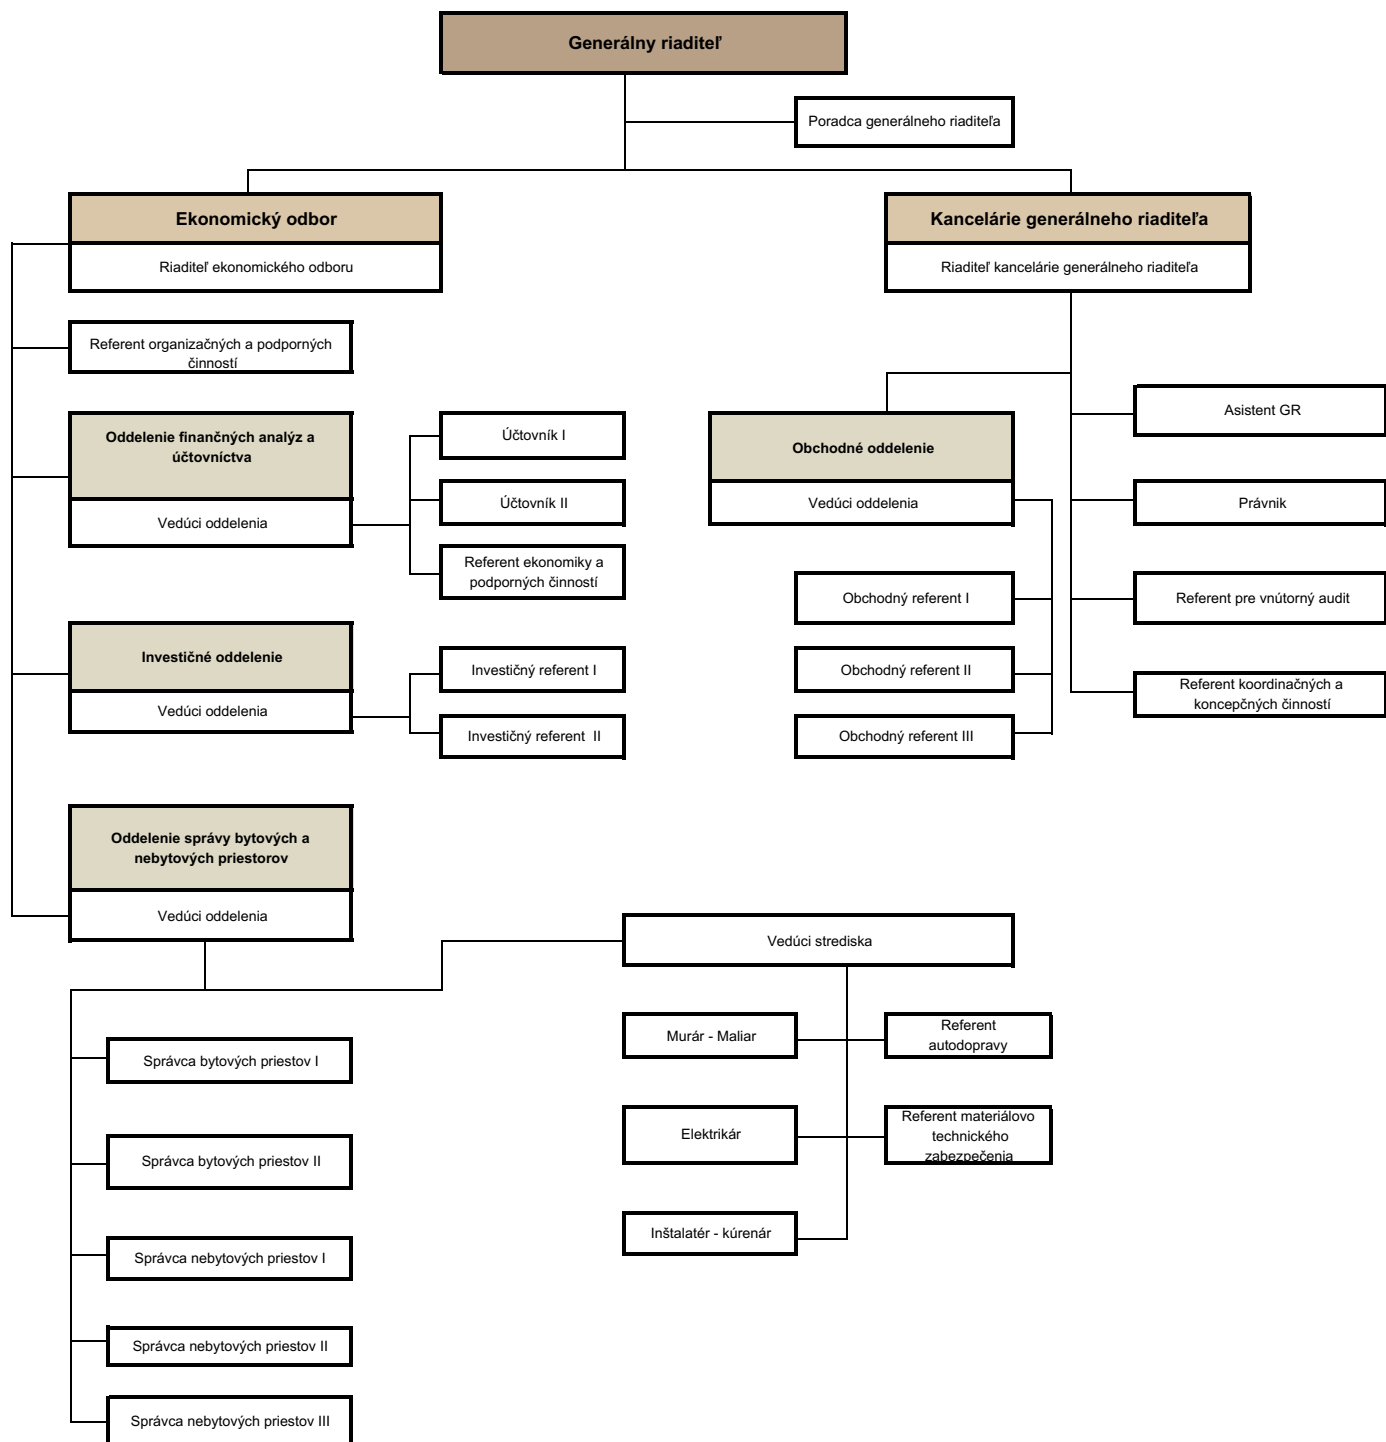 Generálny riaditeľ
Poradca generálneho riaditeľa
Ekonomický odbor
Riaditeľ ekonomického odboru
Kancelárie generálneho riaditeľa
Riaditeľ kancelárie generálneho riaditeľa
Referent organizačných a podporných
činností
Oddelenie finančných analýz a
účtovníctva
Vedúci oddelenia
Účtovník I
Účtovník II
Referent ekonomiky a
podporných činností
Obchodné oddelenie
Vedúci oddelenia
Obchodný referent I
Obchodný referent II
Obchodný referent III
Asistent GR
Právnik
Referent pre vnútorný audit
Referent koordinačných a
koncepčných činností
Investičné oddelenie
Vedúci oddelenia
Investičný referent I
Investičný referent  II
Oddelenie správy bytových a
nebytových priestorov
Vedúci oddelenia
Správca bytových priestov I
Správca bytových priestov II
Správca nebytových priestov I
Správca nebytových priestov II
Správca nebytových priestov III
Vedúci strediska
Murár - Maliar
Referent
autodopravy
Elektrikár
Referent materiálovo
technického
zabezpečenia
Inštalatér - kúrenár